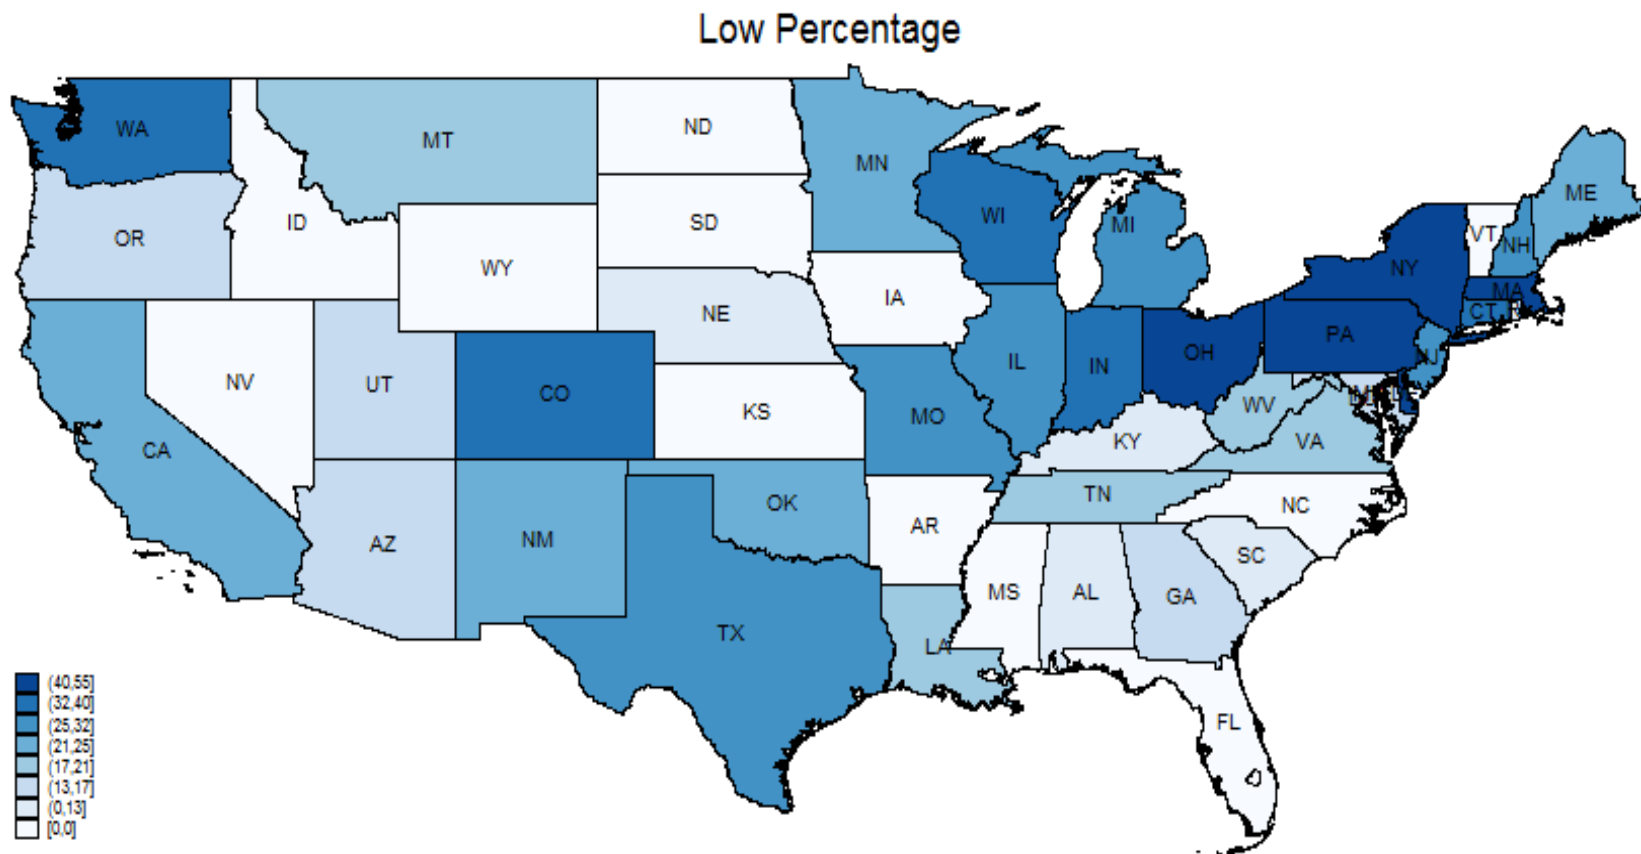 Low Percentage
WA
MT
ND
MN
ME
OR
ID
SD
WI
MI
VT
NH
WY
NY
MA
IA
NE
CT
PA
NV
UT
CO
IL
IN
OH
NJ
KS
MO
WV
CA
KY
VA
TN
OK
NC
AZ
NM
AR
SC
MS
AL
GA
TX
LA
FL
(40,55]
(32,40]
(25,32]
(21,25]
(17,21]
(13,17]
(0,13]
[0,0]